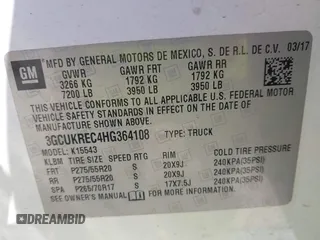 GM
MFD BY GENERAL MOTORS DE MEXICO, S. DE R.L. DE C.V. 03/17
GVWR GAWR FRT GAWR RR
3266 KG 1792 KG 1792 KG
7200 LB 3950 LB 3950 LB
THIS VEHICLE CONFORMS TO ALL APPLICABLE U.S. FEDERAL MOTOR
VEHICLE SAFETY STANDARDS IN EFFECT ON THE DATE OF
MANUFACTURE SHOWN ABOVE.
3GCUKREC4HG364108 TYPE: TRUCK
MODEL: K15543
KLBM TIRE SIZE SPEED RTG RIM COLD TIRE PRESSURE
FRT P275/55R20 S 20X9J 240KPA(35PSI)
RR P275/55R20 S 20X9J 240KPA(35PSI)
SPA P265/70R17 S 17X7.5J 240KPA(35PSI)
SEE OWNER'S MANUAL FOR ADDITIONAL INFORMATION